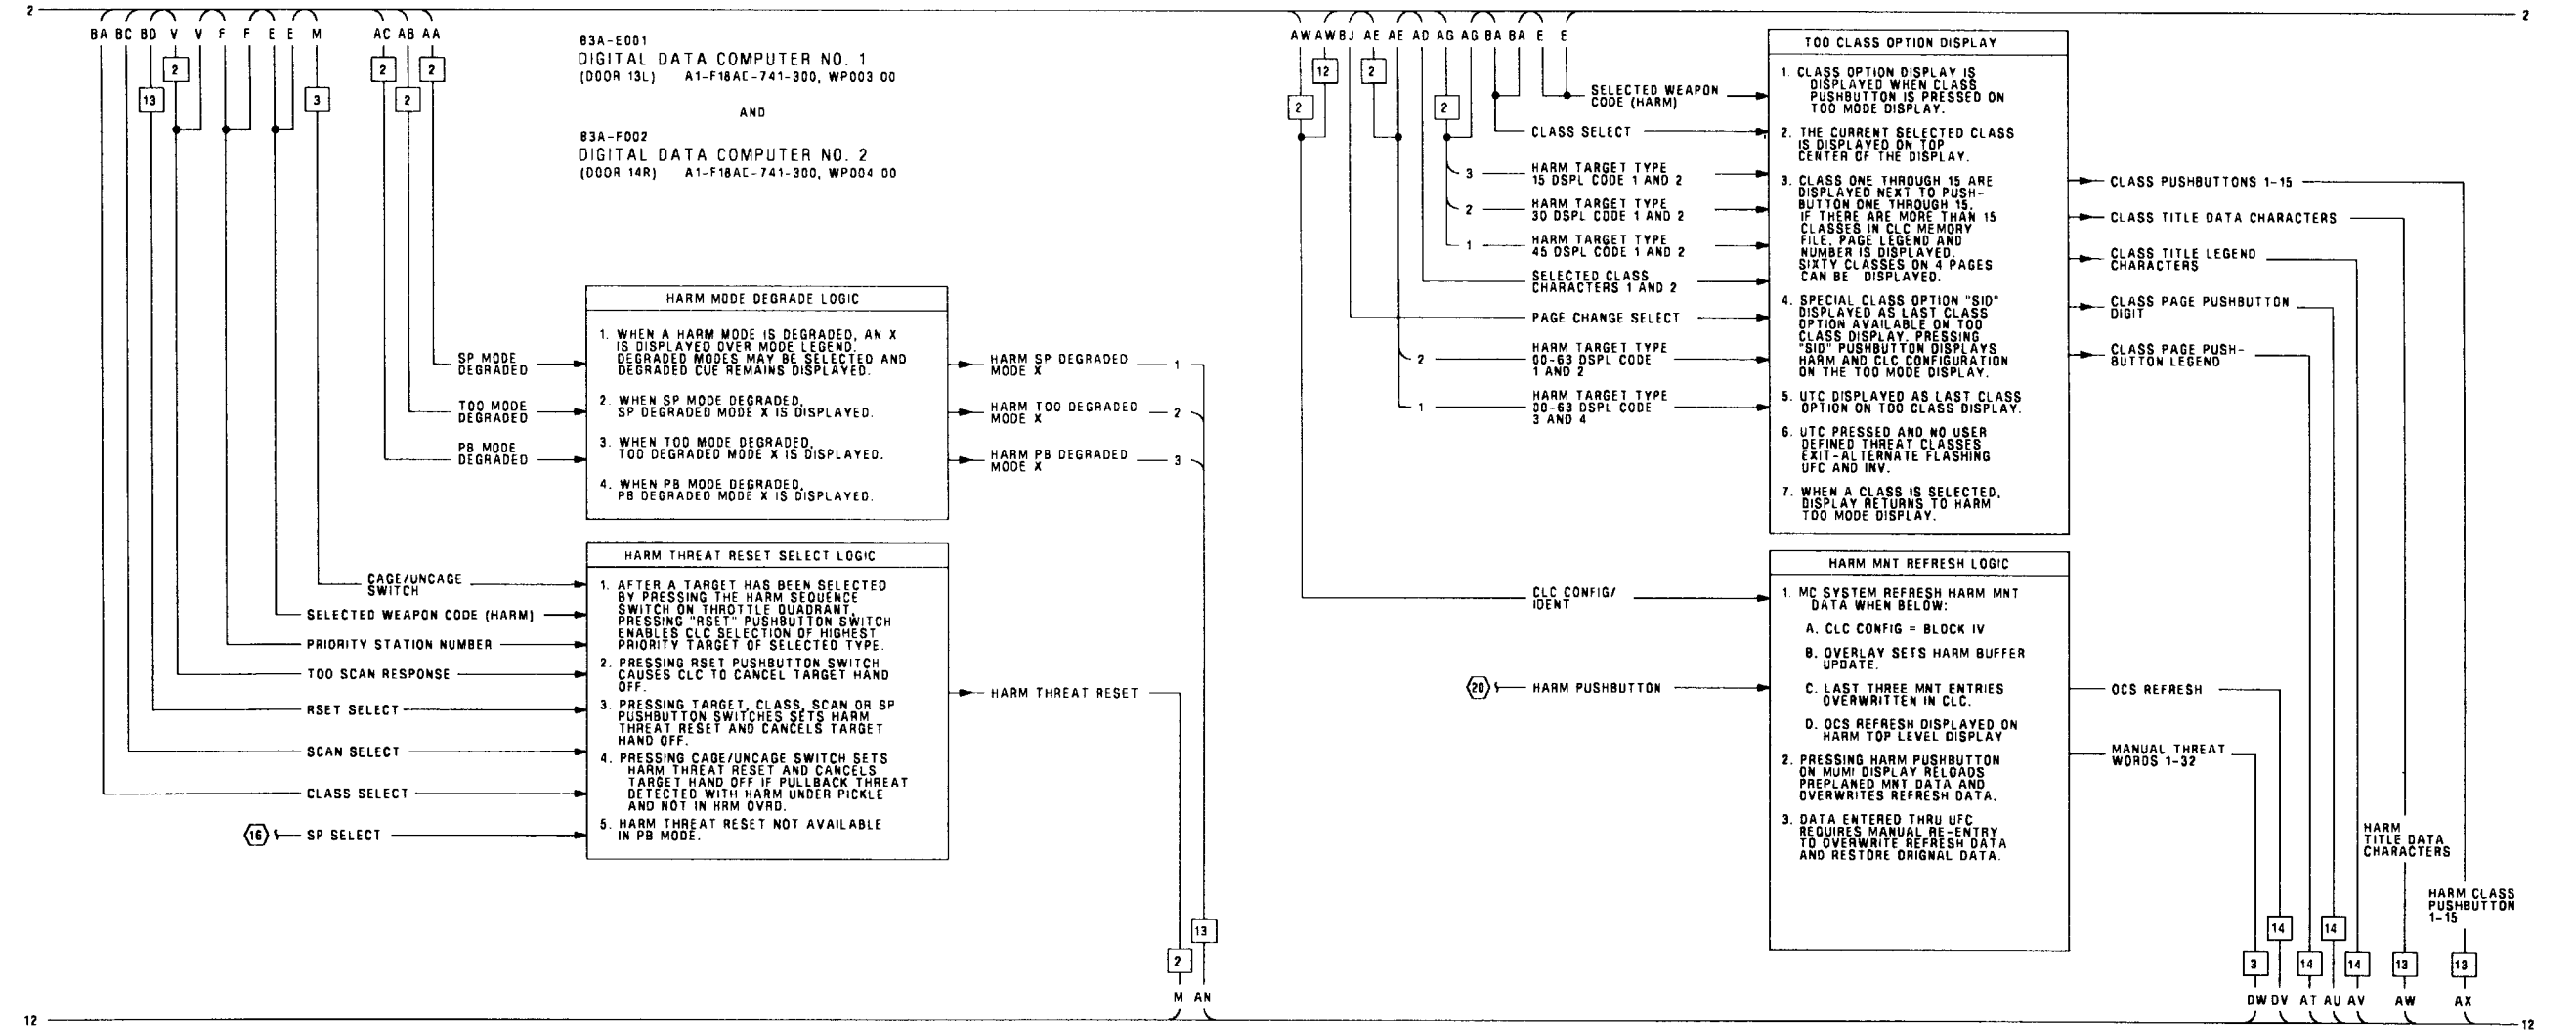 2
2
BA BC BD V V F F E E M AC AB AA
2
2
2
13
3
2
83A-E001
DIGITAL DATA COMPUTER NO. 1
(DOOR 13L) A1-F18AC-741-300, WP003 00
AND
83A-F002
DIGITAL DATA COMPUTER NO. 2
(DOOR 14R) A1-F18AC-741-300, WP004 00
SP MODE
DEGRADED
TOO MODE
DEGRADED
PB MODE
DEGRADED
HARM MODE DEGRADE LOGIC
1. WHEN A HARM MODE IS DEGRADED, AN X
IS DISPLAYED OVER MODE LEGEND.
DEGRADED MODES MAY BE SELECTED AND
DEGRADED CUE REMAINS DISPLAYED.
2. WHEN SP MODE DEGRADED,
SP DEGRADED MODE X IS DISPLAYED.
3. WHEN TOO MODE DEGRADED,
TOO DEGRADED MODE X IS DISPLAYED.
4. WHEN PB MODE DEGRADED,
PB DEGRADED MODE X IS DISPLAYED.
HARM SP DEGRADED
MODE X
1
HARM TOO DEGRADED
MODE X
2
HARM PB DEGRADED
MODE X
3
CAGE/UNCAGE
SWITCH
SELECTED WEAPON CODE (HARM)
PRIORITY STATION NUMBER
TOO SCAN RESPONSE
RSET SELECT
SCAN SELECT
CLASS SELECT
16
SP SELECT
HARM THREAT RESET SELECT LOGIC
1. AFTER A TARGET HAS BEEN SELECTED
BY PRESSING THE HARM SEQUENCE
SWITCH ON THROTTLE QUADRANT,
PRESSING "RSET" PUSHBUTTON SWITCH
ENABLES CLC SELECTION OF HIGHEST
PRIORITY TARGET OF SELECTED TYPE.
2. PRESSING RSET PUSHBUTTON SWITCH
CAUSES CLC TO CANCEL TARGET HAND
OFF.
3. PRESSING TARGET, CLASS, SCAN OR SP
PUSHBUTTON SWITCHES SETS HARM
THREAT RESET AND CANCELS TARGET
HAND OFF.
4. PRESSING CAGE/UNCAGE SWITCH SETS
HARM THREAT RESET AND CANCELS
TARGET HAND OFF IF PULLBACK THREAT
DETECTED WITH HARM UNDER PICKLE
AND NOT IN HRM OVRD.
5. HARM THREAT RESET NOT AVAILABLE
IN PB MODE.
HARM THREAT RESET
13
2
M AN
AW AW BJ AE AE AD AG AG BA BA E E
12
2
2
2
SELECTED WEAPON
CODE (HARM)
CLASS SELECT
3
HARM TARGET TYPE
15 DSPL CODE 1 AND 2
2
HARM TARGET TYPE
30 DSPL CODE 1 AND 2
1
HARM TARGET TYPE
45 DSPL CODE 1 AND 2
SELECTED CLASS
CHARACTERS 1 AND 2
PAGE CHANGE SELECT
2
HARM TARGET TYPE
00-63 DSPL CODE
1 AND 2
1
HARM TARGET TYPE
00-63 DSPL CODE
3 AND 4
TOO CLASS OPTION DISPLAY
1. CLASS OPTION DISPLAY IS
DISPLAYED WHEN CLASS
PUSHBUTTON IS PRESSED ON
TOO MODE DISPLAY.
2. THE CURRENT SELECTED CLASS
IS DISPLAYED ON TOP
CENTER OF THE DISPLAY.
3. CLASS ONE THROUGH 15 ARE
DISPLAYED NEXT TO PUSH-
BUTTON ONE THROUGH 15.
IF THERE ARE MORE THAN 15
CLASSES IN CLC MEMORY
FILE, PAGE LEGEND AND
NUMBER IS DISPLAYED.
SIXTY CLASSES ON 4 PAGES
CAN BE DISPLAYED.
4. SPECIAL CLASS OPTION "SID"
DISPLAYED AS LAST CLASS
OPTION AVAILABLE ON TOO
CLASS DISPLAY. PRESSING
"SID" PUSHBUTTON DISPLAYS
HARM AND CLC CONFIGURATION
ON THE TOO MODE DISPLAY.
5. UTC DISPLAYED AS LAST CLASS
OPTION ON TOO CLASS DISPLAY.
6. UTC PRESSED AND NO USER
DEFINED THREAT CLASSES
EXIT-ALTERNATE FLASHING
UFC AND INV.
7. WHEN A CLASS IS SELECTED,
DISPLAY RETURNS TO HARM
TOO MODE DISPLAY.
CLASS PUSHBUTTONS 1-15
CLASS TITLE DATA CHARACTERS
CLASS TITLE LEGEND
CHARACTERS
CLASS PAGE PUSHBUTTON
DIGIT
CLASS PAGE PUSH-
BUTTON LEGEND
CLC CONFIG/
IDENT
20
HARM PUSHBUTTON
HARM MNT REFRESH LOGIC
1. MC SYSTEM REFRESH HARM MNT
DATA WHEN BELOW:
A. CLC CONFIG = BLOCK IV
B. OVERLAY SETS HARM BUFFER
UPDATE.
C. LAST THREE MNT ENTRIES
OVERWRITTEN IN CLC.
D. OCS REFRESH DISPLAYED ON
HARM TOP LEVEL DISPLAY
2. PRESSING HARM PUSHBUTTON
ON MUMI DISPLAY RELOADS
PREPLANED MNT DATA AND
OVERWRITES REFRESH DATA.
3. DATA ENTERED THRU UFC
REQUIRES MANUAL RE-ENTRY
TO OVERWRITE REFRESH DATA
AND RESTORE ORIGNAL DATA.
OCS REFRESH
MANUAL THREAT
WORDS 1-32
HARM
TITLE DATA
CHARACTERS
HARM CLASS
PUSHBUTTON
1-15
14
14
3
14
14
13
13
DW DV AT AU AV AW AX
12
12